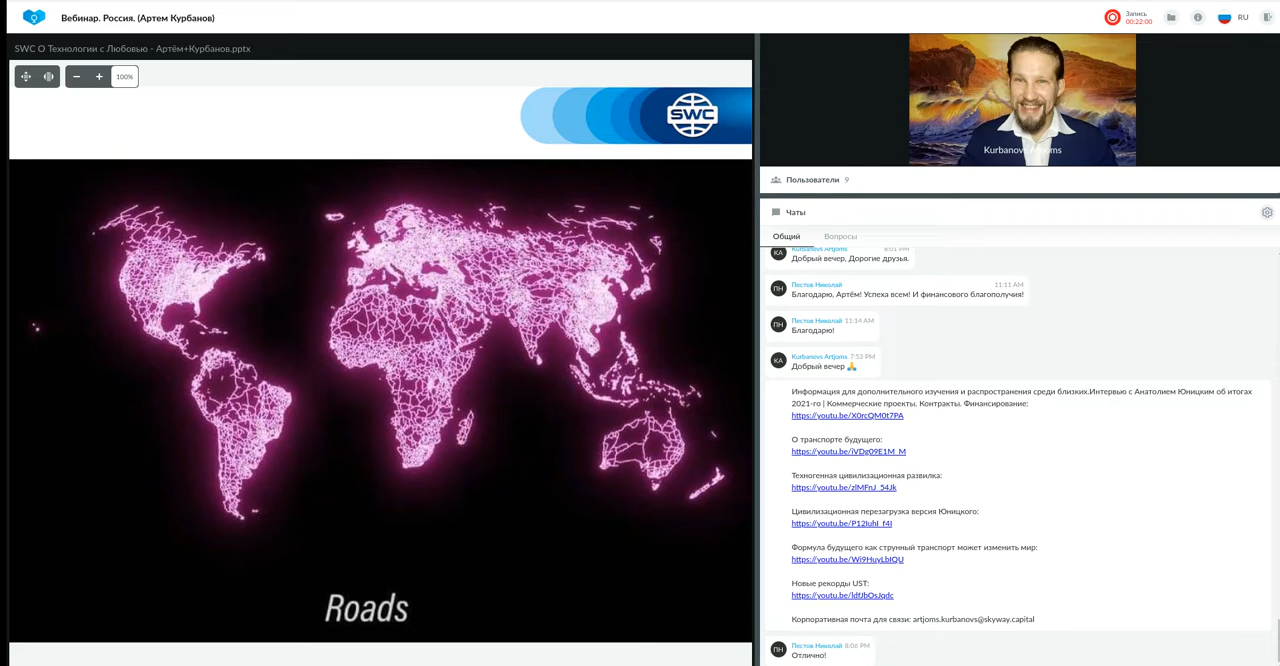 Вебинар. Россия. (Артем Курбанов)
Запись
00:22:00
RU
SWC О Технологии с Любовью - Артём+Курбанов.pptx
100%
SWC
Roads
Kurbanovs Artjoms
Пользователи 9
Чаты
Общий
Вопросы
КА
Kurbanovs Artjoms 8:01 PM
Добрый вечер, Дорогие друзья.
ПН
Пестов Николай 11:11 AM
Благодарю, Артём! Успеха всем! И финансового благополучия!
ПН
Пестов Николай 11:14 AM
Благодарю!
КА
Kurbanovs Artjoms 7:53 PM
Добрый вечер 🙏
Информация для дополнительного изучения и распространения среди близких.Интервью с Анатолием Юницким об итогах
2021-го | Коммерческие проекты. Контракты. Финансирование:
https://youtu.be/X0rcQM0t7PA
О транспорте будущего:
https://youtu.be/iVDg09E1M_M
Техногенная цивилизационная развилка:
https://youtu.be/zlMFnJ_54Jk
Цивилизационная перезагрузка версия Юницкого:
https://youtu.be/P12IuhI_f4I
Формула будущего как струнный транспорт может изменить мир:
https://youtu.be/Wi9HuyLbIQU
Новые рекорды UST:
https://youtu.be/ldfJbOsJqdc
Корпоративная почта для связи: artjoms.kurbanovs@skyway.capital
ПН
Пестов Николай 8:06 PM
Отлично!